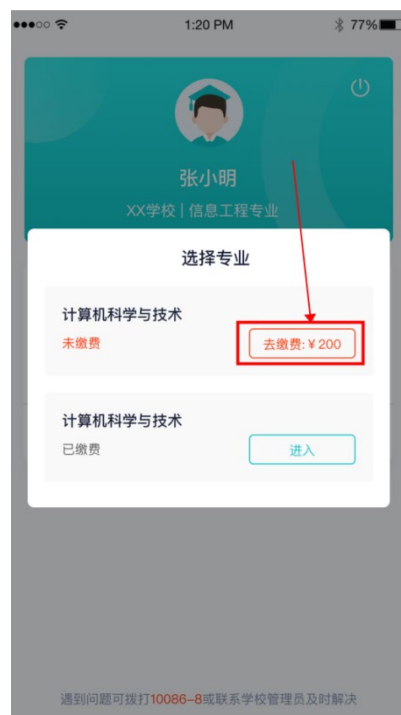 1:20 PM
77%
张小明
XX学校 | 信息工程专业
选择专业
计算机科学与技术
未缴费
去缴费:￥200
计算机科学与技术
已缴费
进入
遇到问题可拨打10086-8或联系学校管理员及时解决